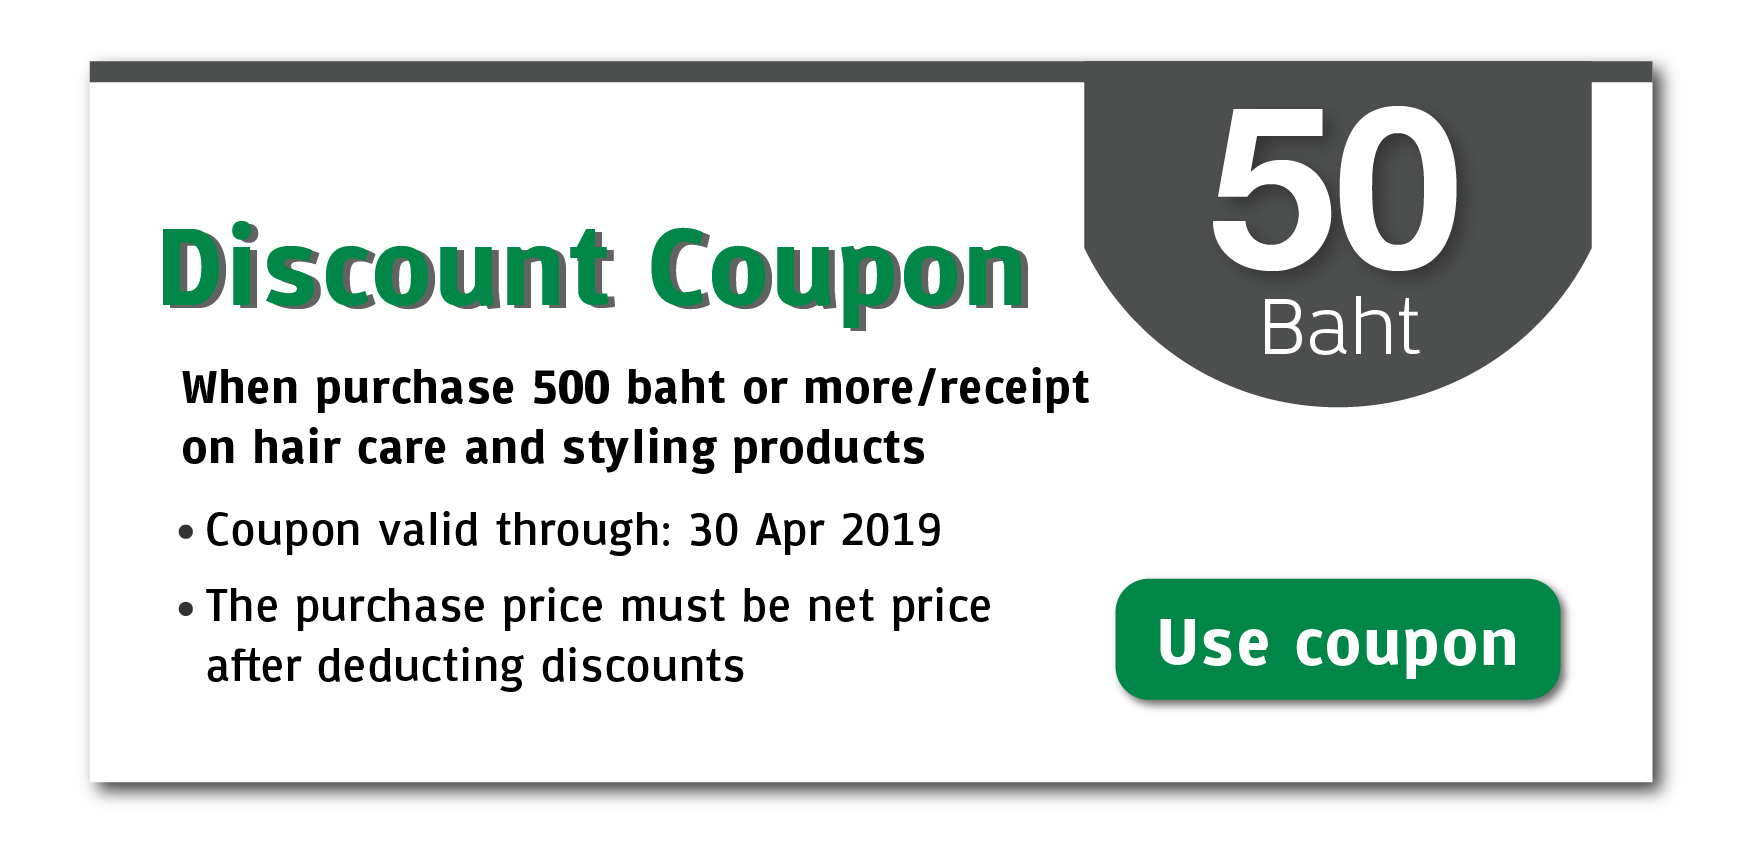 50
Baht
Discount Coupon
When purchase 500 baht or more/receipt
on hair care and styling products
• Coupon valid through: 30 Apr 2019
• The purchase price must be net price
after deducting discounts
Use coupon